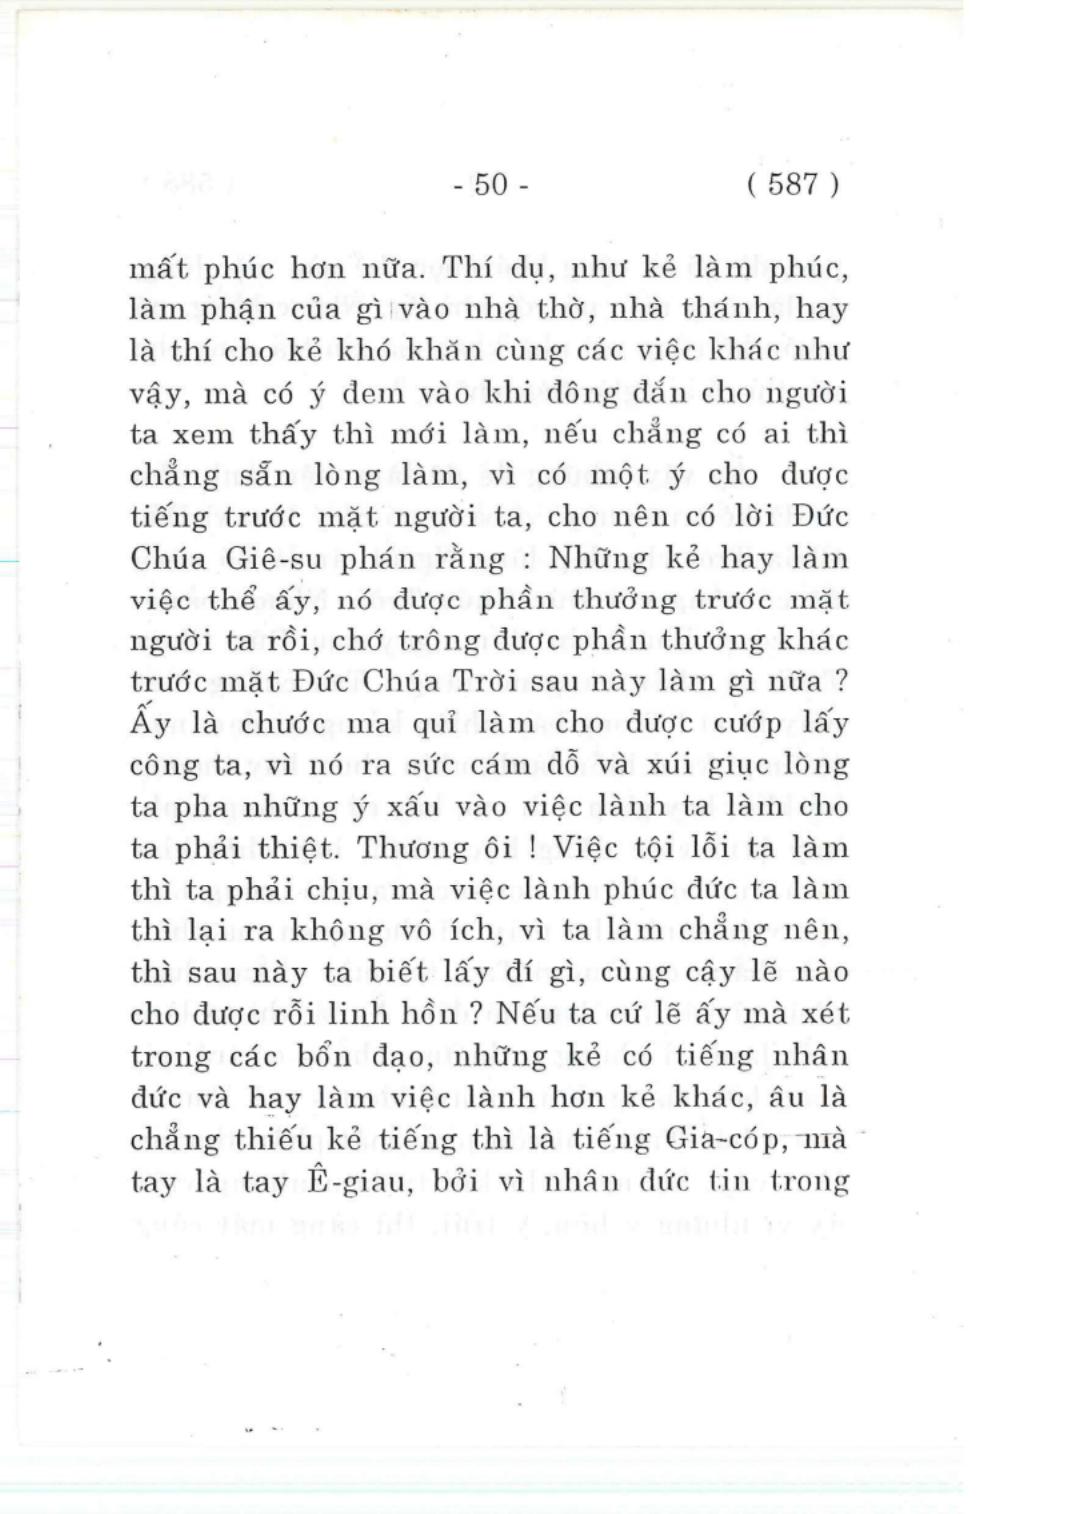 - 50 - ( 587 )
mất phúc hơn nữa. Thí dụ, như kẻ làm phúc,
làm phận của gì vào nhà thờ, nhà thánh, hay
là thí cho kẻ khó khăn cùng các việc khác như
vậy, mà có ý đem vào khi đông đắn cho người
ta xem thấy thì mới làm, nếu chẳng có ai thì
chẳng sẵn lòng làm, vì có một ý cho được
tiếng trước mặt người ta, cho nên có lời Đức
Chúa Giê-su phán rằng : Những kẻ hay làm
việc thể ấy, nó được phần thưởng trước mặt
người ta rồi, chớ trông được phần thưởng khác
trước mặt Đức Chúa Trời sau này làm gì nữa ?
Ấy là chước ma quỉ làm cho được cướp lấy
công ta, vì nó ra sức cám dỗ và xúi giục lòng
ta pha những ý xấu vào việc lành ta làm cho
ta phải thiệt. Thương ôi ! Việc tội lỗi ta làm
thì ta phải chịu, mà việc lành phúc đức ta làm
thì lại ra không vô ích, vì ta làm chẳng nên,
thì sau này ta biết lấy đí gì, cùng cậy lẽ nào
cho được rỗi linh hồn ? Nếu ta cứ lẽ ấy mà xét
trong các bổn đạo, những kẻ có tiếng nhân
đức và hay làm việc lành hơn kẻ khác, âu là
chẳng thiếu kẻ tiếng thì là tiếng Gia-cóp, mà
tay là tay Ê-giau, bởi vì nhân đức tin trong